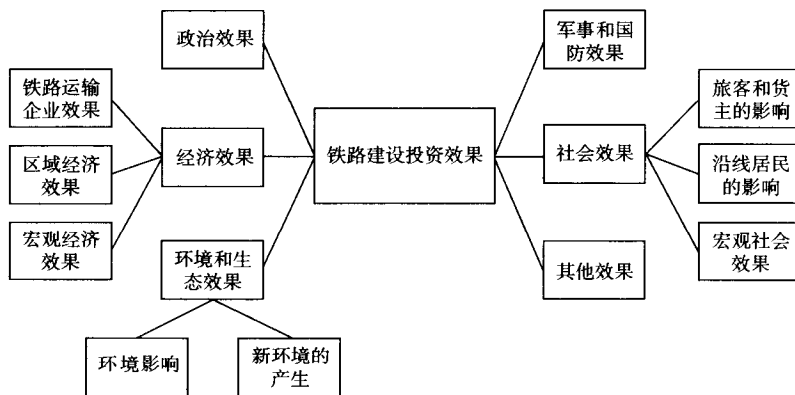 政治效果
军事和国
防效果
铁路运输
企业效果
旅客和货
主的影响
区域经济
效果
经济效果
铁路建设投资效果
社会效果
沿线居民
的影响
宏观经济
效果
环境和生
态效果
其他效果
宏观社会
效果
环境影响
新环境的
产生